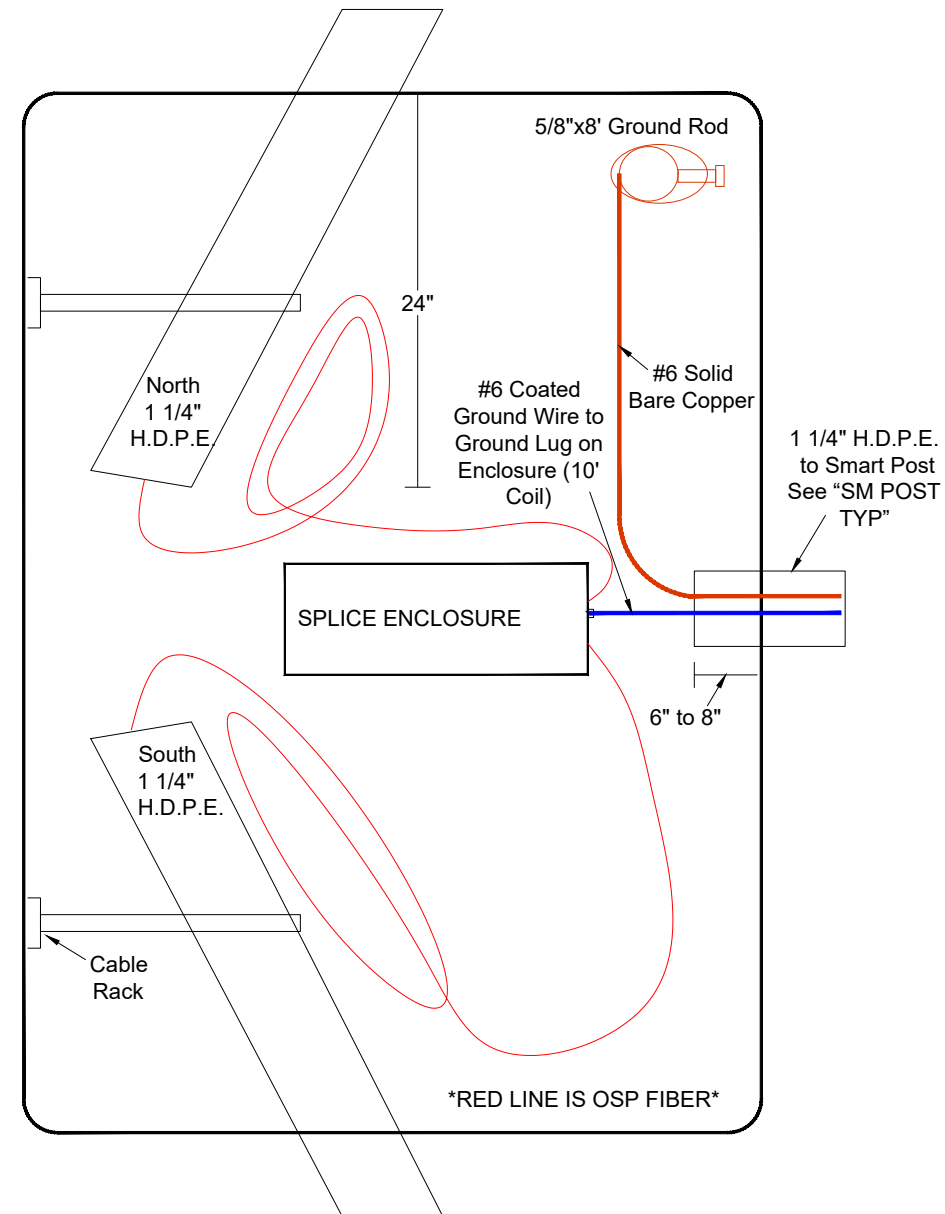 5/8"x8' Ground Rod
24"
North
1 1/4"
H.D.P.E.
#6 Solid
Bare Copper
#6 Coated
Ground Wire to
Ground Lug on
Enclosure (10'
Coil)
1 1/4" H.D.P.E.
to Smart Post
See “SM POST
TYP”
SPLICE ENCLOSURE
6" to 8"
South
1 1/4"
H.D.P.E.
Cable
Rack
*RED LINE IS OSP FIBER*